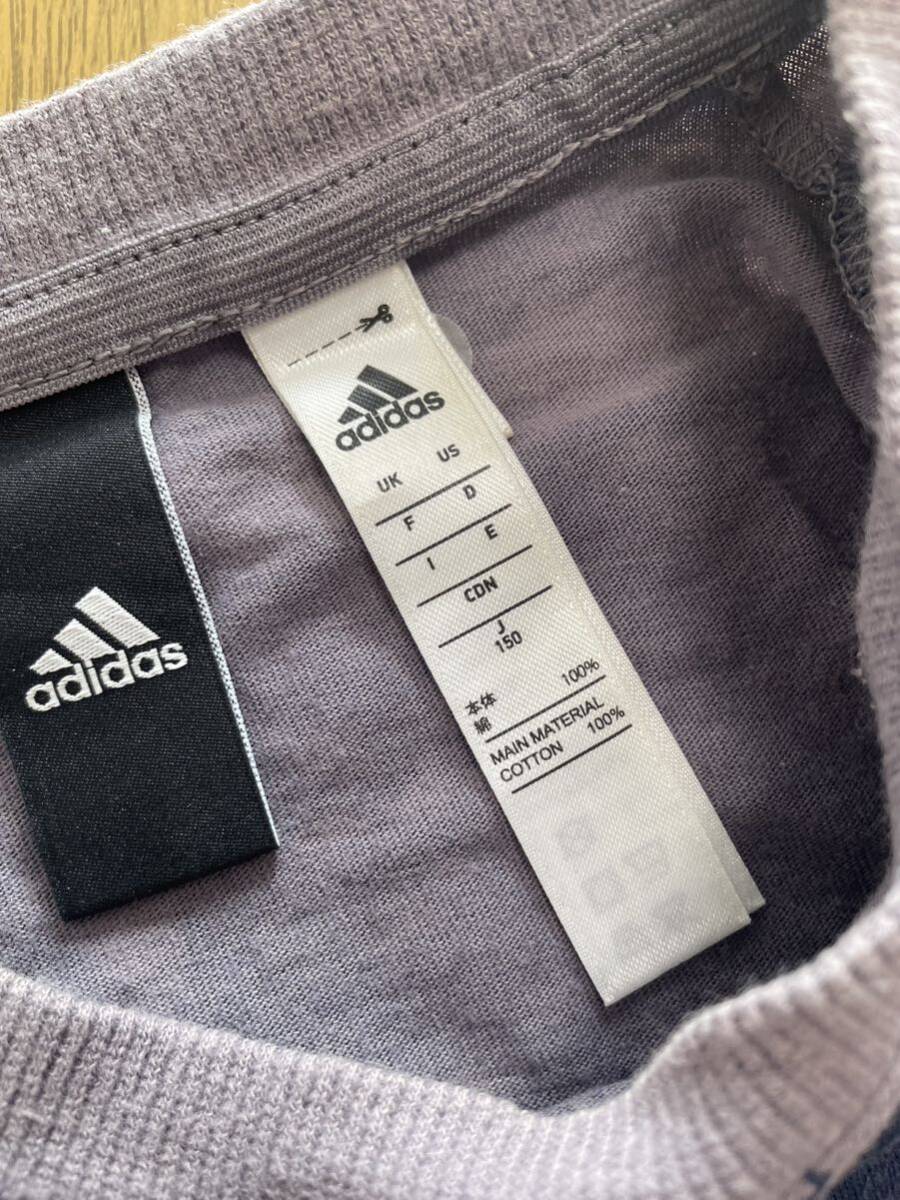 adidas
UK US
F D
I E
CDN
J
150
本体
綿 100%
MAIN MATERIAL
COTTON 100%
adidas